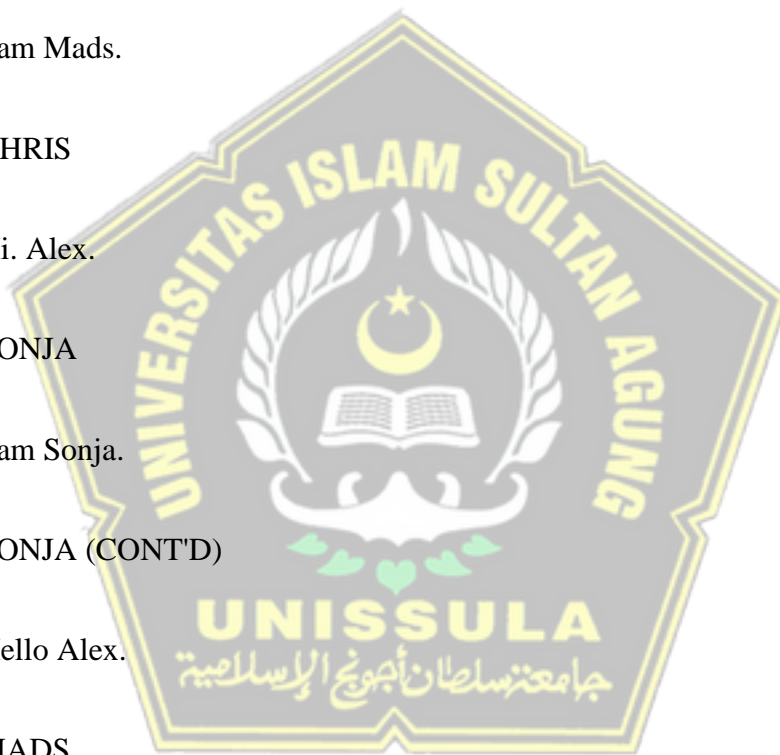 am Mads.
HRIS
i. Alex.
ONJA
am Sonja.
ONJA (CONT'D)
ello Alex.
IADS
UNIVERSITAS ISLAM SULTAN AGUNG
UNISSULA
جامعة سلطان أجونج الإسلامية